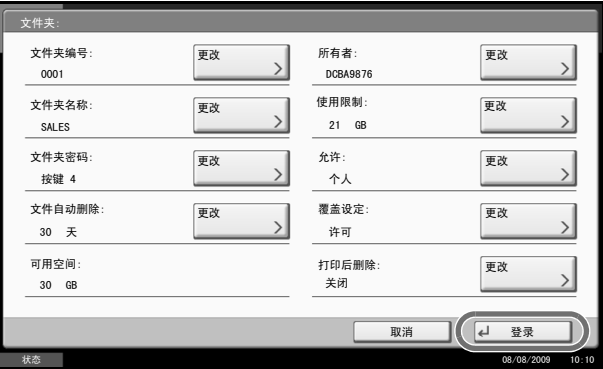 文件夹:
文件夹编号:
0001
更改
所有者:
DCBA9876
更改
文件夹名称:
SALES
更改
使用限制:
21 GB
更改
文件夹密码:
按键 4
更改
允许:
个人
更改
文件自动删除:
30 天
更改
覆盖设定:
许可
更改
可用空间:
30 GB
打印后删除:
关闭
更改
取消
登录
状态
08/08/2009 10:10